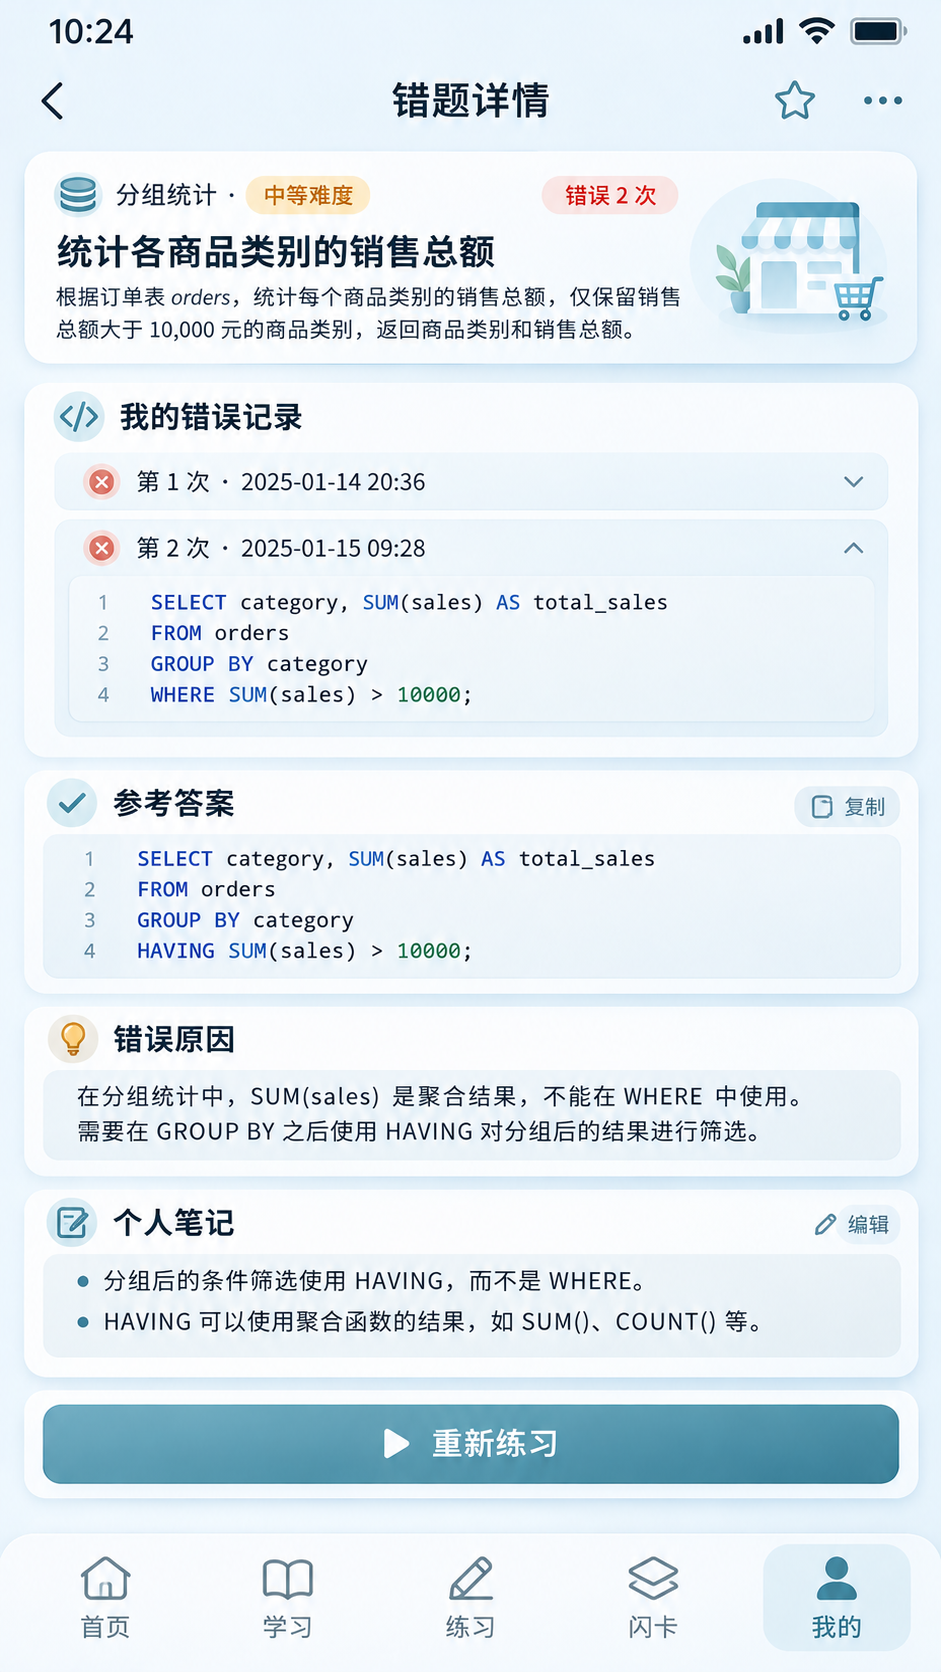 10:24
错题详情
分组统计 · 中等难度 错误 2 次
统计各商品类别的销售总额
根据订单表 orders，统计每个商品类别的销售总额，仅保留销售
总额大于 10,000 元的商品类别，返回商品类别和销售总额。
</> 我的错误记录
第 1 次 · 2025-01-14 20:36
第 2 次 · 2025-01-15 09:28
1 SELECT category, SUM(sales) AS total_sales
2 FROM orders
3 GROUP BY category
4 WHERE SUM(sales) > 10000;
参考答案 复制
1 SELECT category, SUM(sales) AS total_sales
2 FROM orders
3 GROUP BY category
4 HAVING SUM(sales) > 10000;
错误原因
在分组统计中，SUM(sales) 是聚合结果，不能在 WHERE 中使用。
需要在 GROUP BY 之后使用 HAVING 对分组后的结果进行筛选。
个人笔记 编辑
• 分组后的条件筛选使用 HAVING，而不是 WHERE。
• HAVING 可以使用聚合函数的结果，如 SUM()、COUNT() 等。
重新练习
首页 学习 练习 闪卡 我的